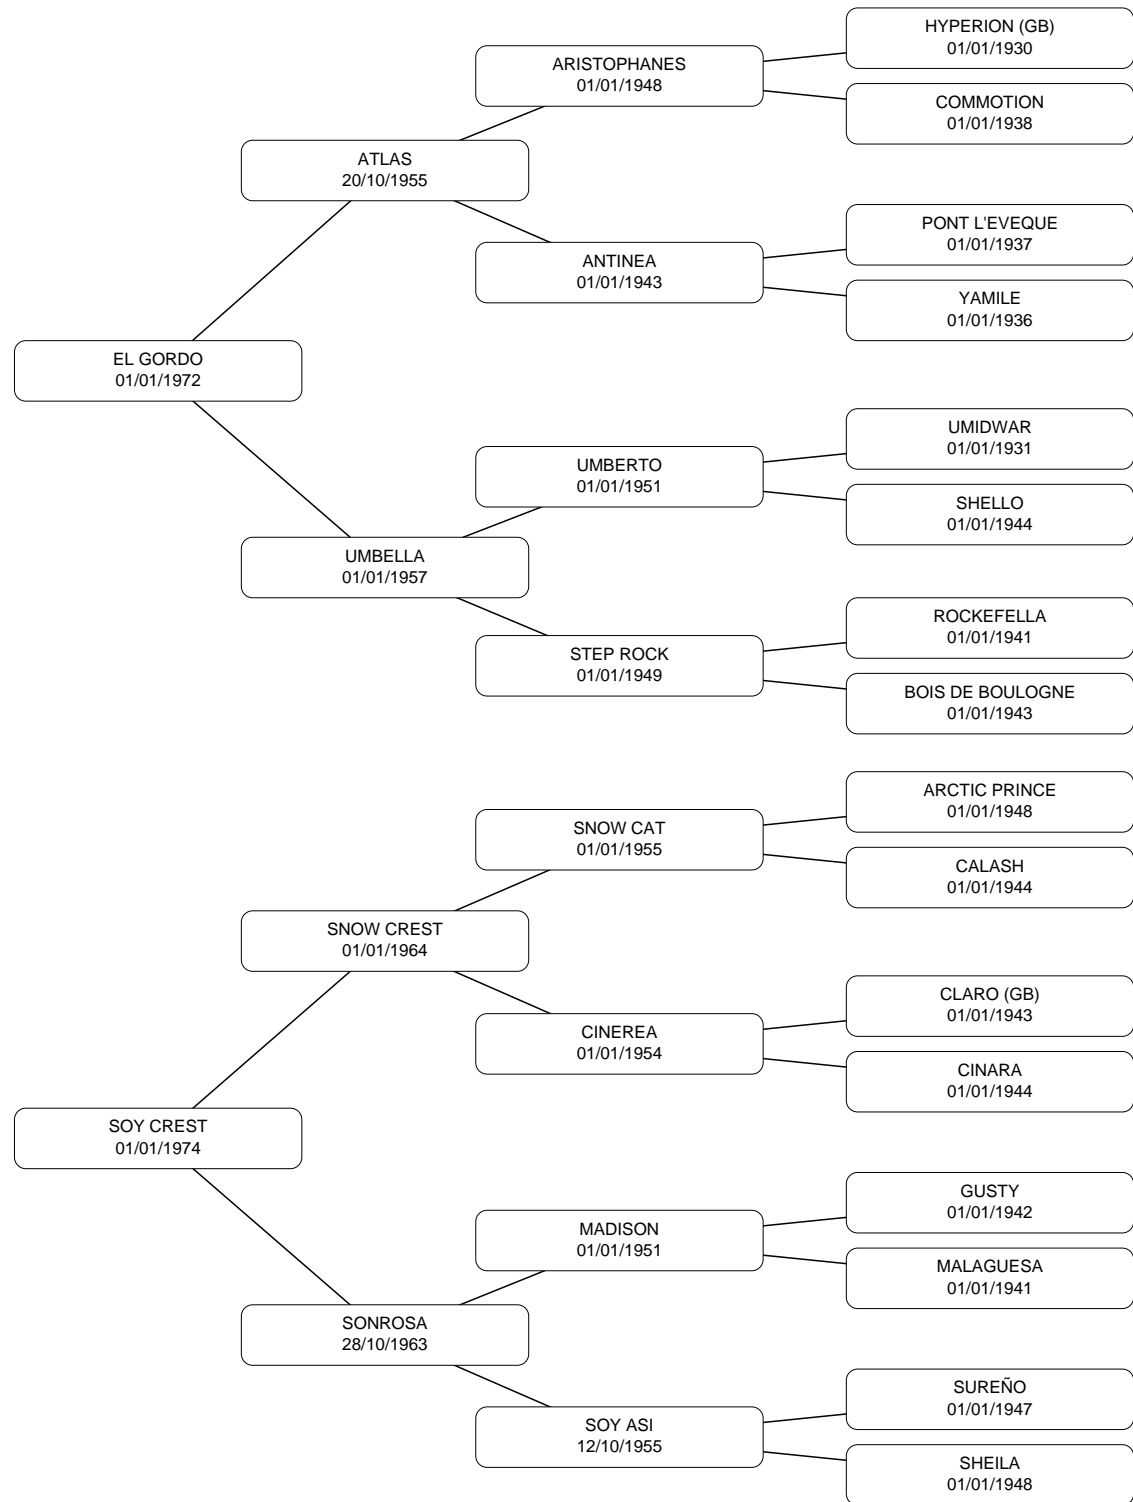 HYPERION (GB)
01/01/1930
ARISTOPHANES
01/01/1948
COMMOTION
01/01/1938
ATLAS
20/10/1955
PONT L'EVEQUE
01/01/1937
ANTINEA
01/01/1943
YAMILE
01/01/1936
EL GORDO
01/01/1972
UMIDWAR
01/01/1931
UMBERTO
01/01/1951
SHELLO
01/01/1944
UMBELLA
01/01/1957
ROCKEFELLA
01/01/1941
STEP ROCK
01/01/1949
BOIS DE BOULOGNE
01/01/1943
ARCTIC PRINCE
01/01/1948
SNOW CAT
01/01/1955
CALASH
01/01/1944
SNOW CREST
01/01/1964
CLARO (GB)
01/01/1943
CINEREA
01/01/1954
CINARA
01/01/1944
SOY CREST
01/01/1974
GUSTY
01/01/1942
MADISON
01/01/1951
MALAGUESA
01/01/1941
SONROSA
28/10/1963
SUREÑO
01/01/1947
SOY ASI
12/10/1955
SHEILA
01/01/1948